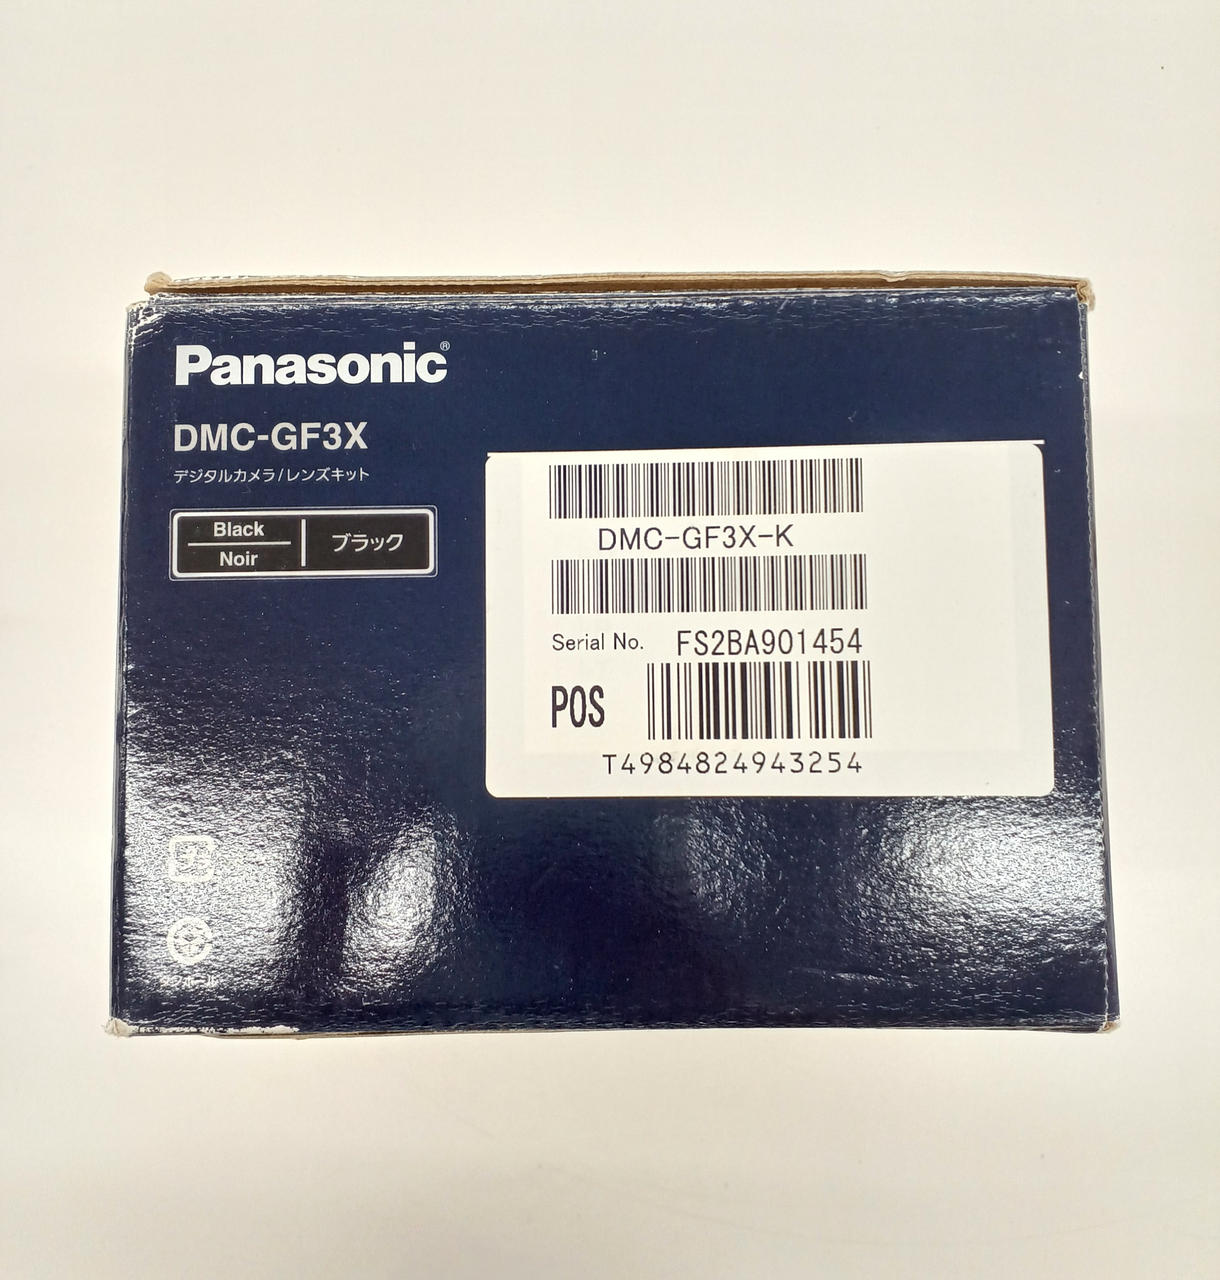 Panasonic®
DMC-GF3X
デジタルカメラ/レンズキット
Black
Noir
ブラック
DMC-GF3X-K
Serial No. FS2BA901454
POS
T4984824943254